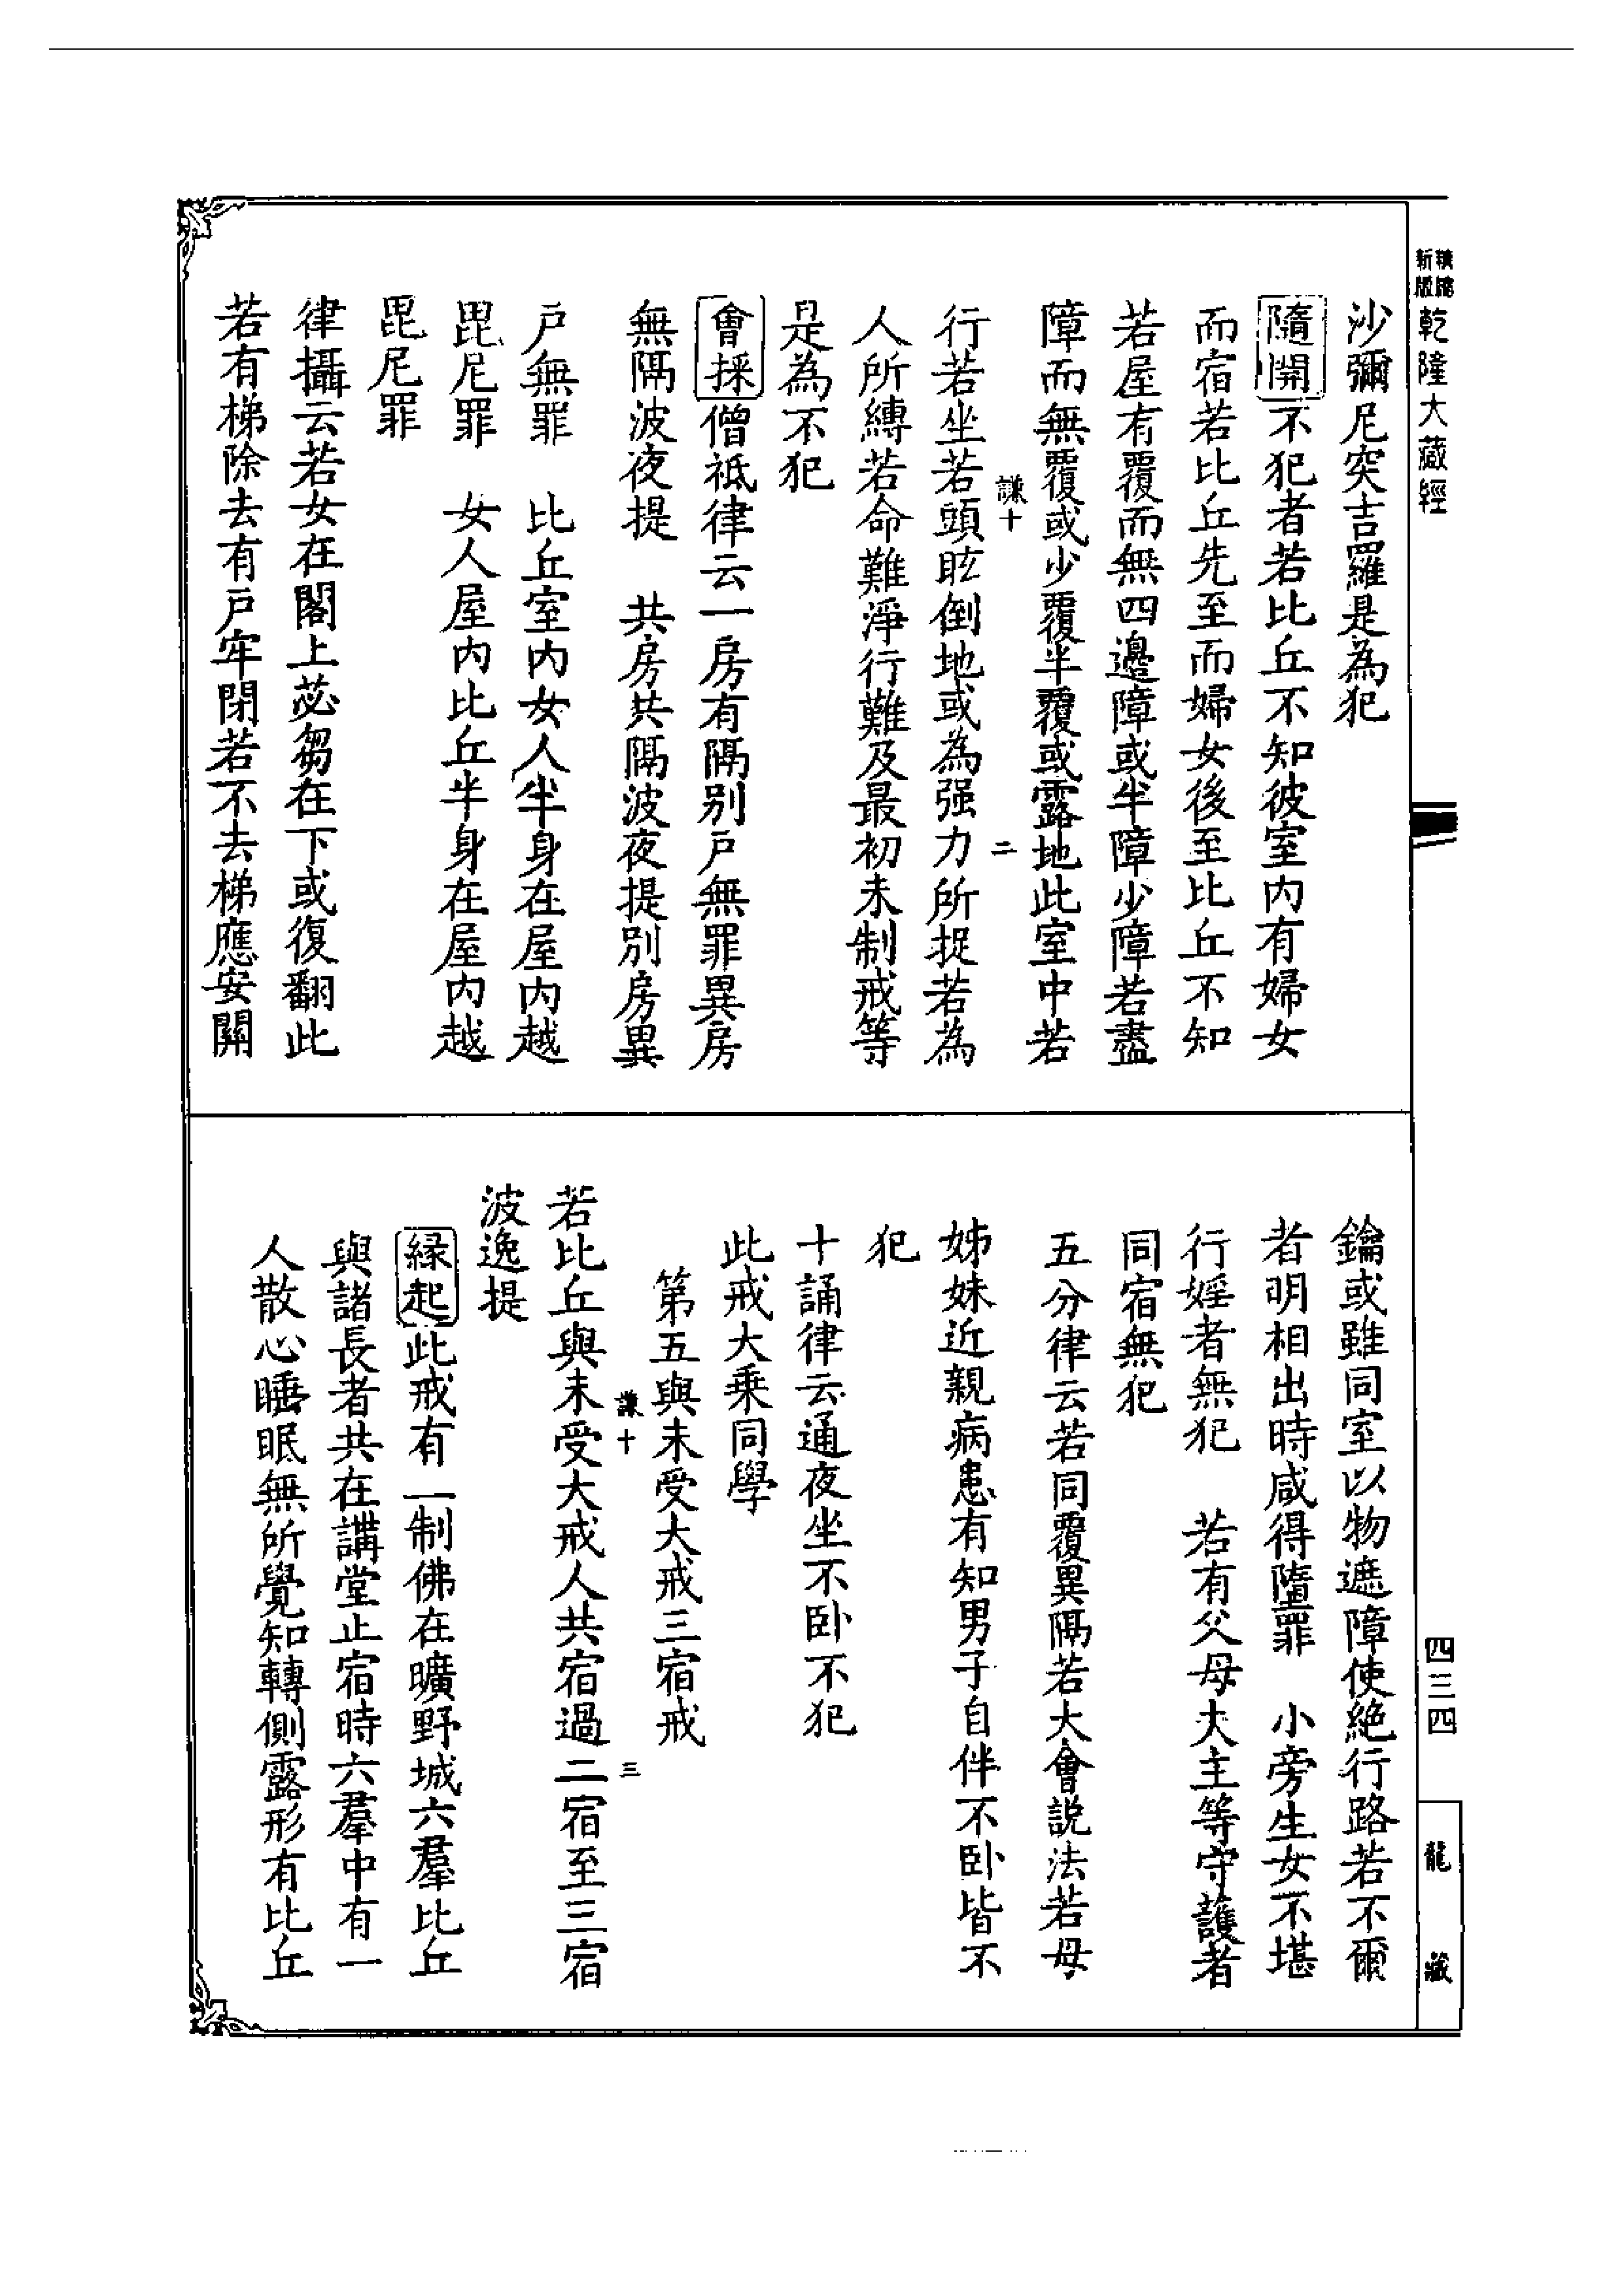 新版
乾隆大藏經
沙彌尼突吉羅是為犯
隨開不犯者若比丘不知彼室內有婦女
而宿若比丘先至而婦女後至比丘不知
若屋有覆而無四邊障或半障少障若盡
障而無覆或少覆半覆或露地此室中若
謙十 二
行若坐若頭眩倒地或為强力所捉若為
人所縛若命難淨行難及最初未制戒等
是為不犯
會採僧祗律云一房有隔別戶無罪異房
無隔波夜提 共房共隔波夜提別房異
戶無罪 比丘室內女人半身在屋內越
毘尼罪 女人屋內比丘半身在屋內越
毘尼罪
律攝云若女在閣上苾芻在下或復翻此
若有梯除去有戶牢閉若不去梯應安關
鑰或雖同室以物遮障使絕行路若不爾
者明相出時咸得墮罪 小旁生女不堪
行婬者無犯 若有父母夫主等守護者
同宿無犯
五分律云若同覆異隔若大會說法若母
姊妹近親病患有知男子自伴不臥皆不
犯
十誦律云通夜坐不臥不犯
此戒大乘同學
第五與未受大戒三宿戒
謙十 三
若比丘與未受大戒人共宿過二宿至三宿
波逸提
緣起此戒有一制佛在曠野城六羣比丘
與諸長者共在講堂止宿時六羣中有一
人散心睡眠無所覺知轉側露形有比丘
四三四
龍藏